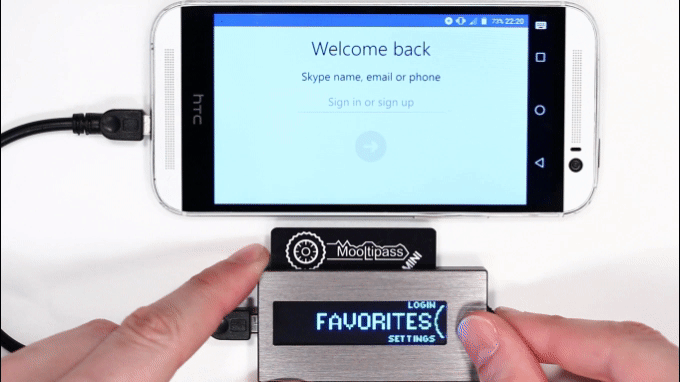 73% 22:20
Welcome back
Skype name, email or phone
Sign in or sign up
hTC
Mooltipass
MINI
LOGIN
FAVORITES
SETTINGS